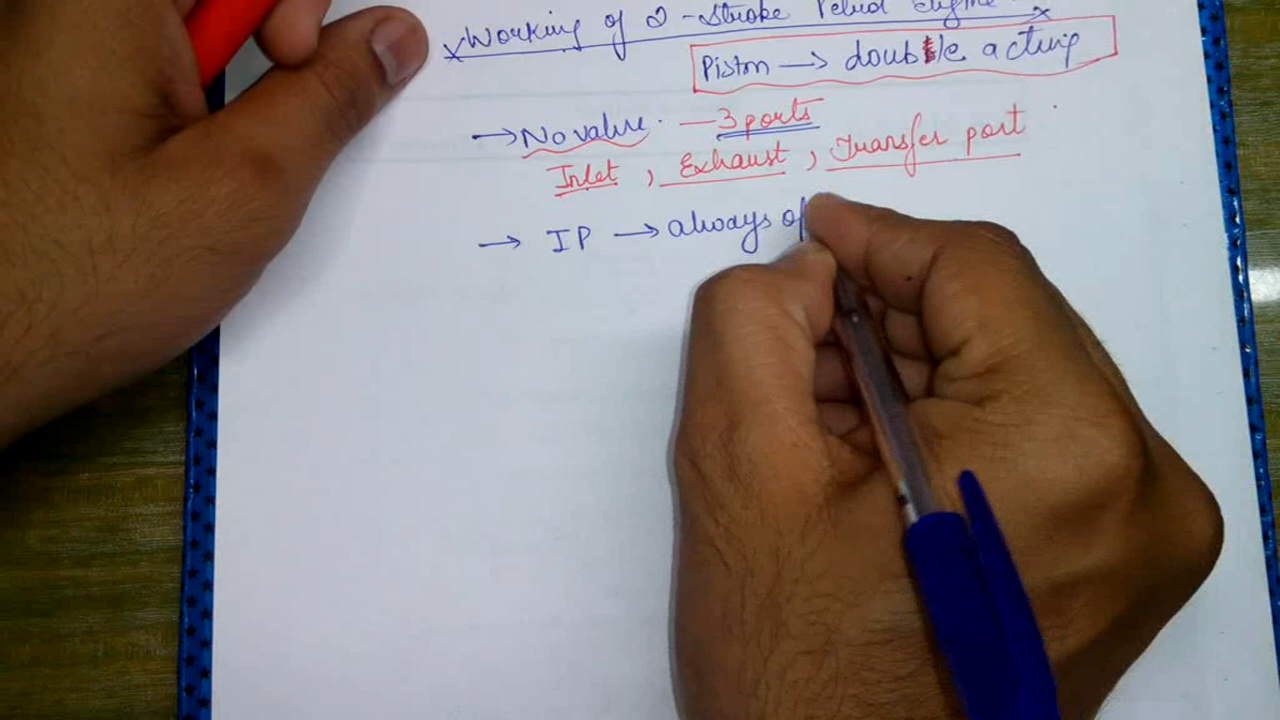 Working of 2-Stroke Petrol Engine
Piston → double acting
→ No valve. — 3 ports
Inlet, Exhaust, Transfer port
→ IP → always op